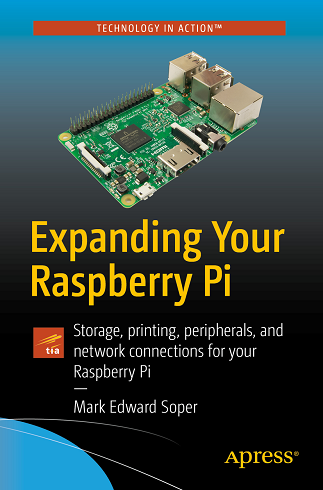 TECHNOLOGY IN ACTION™
Expanding Your
Raspberry Pi
tia
Storage, printing, peripherals, and
network connections for your
Raspberry Pi
—
Mark Edward Soper
Apress®